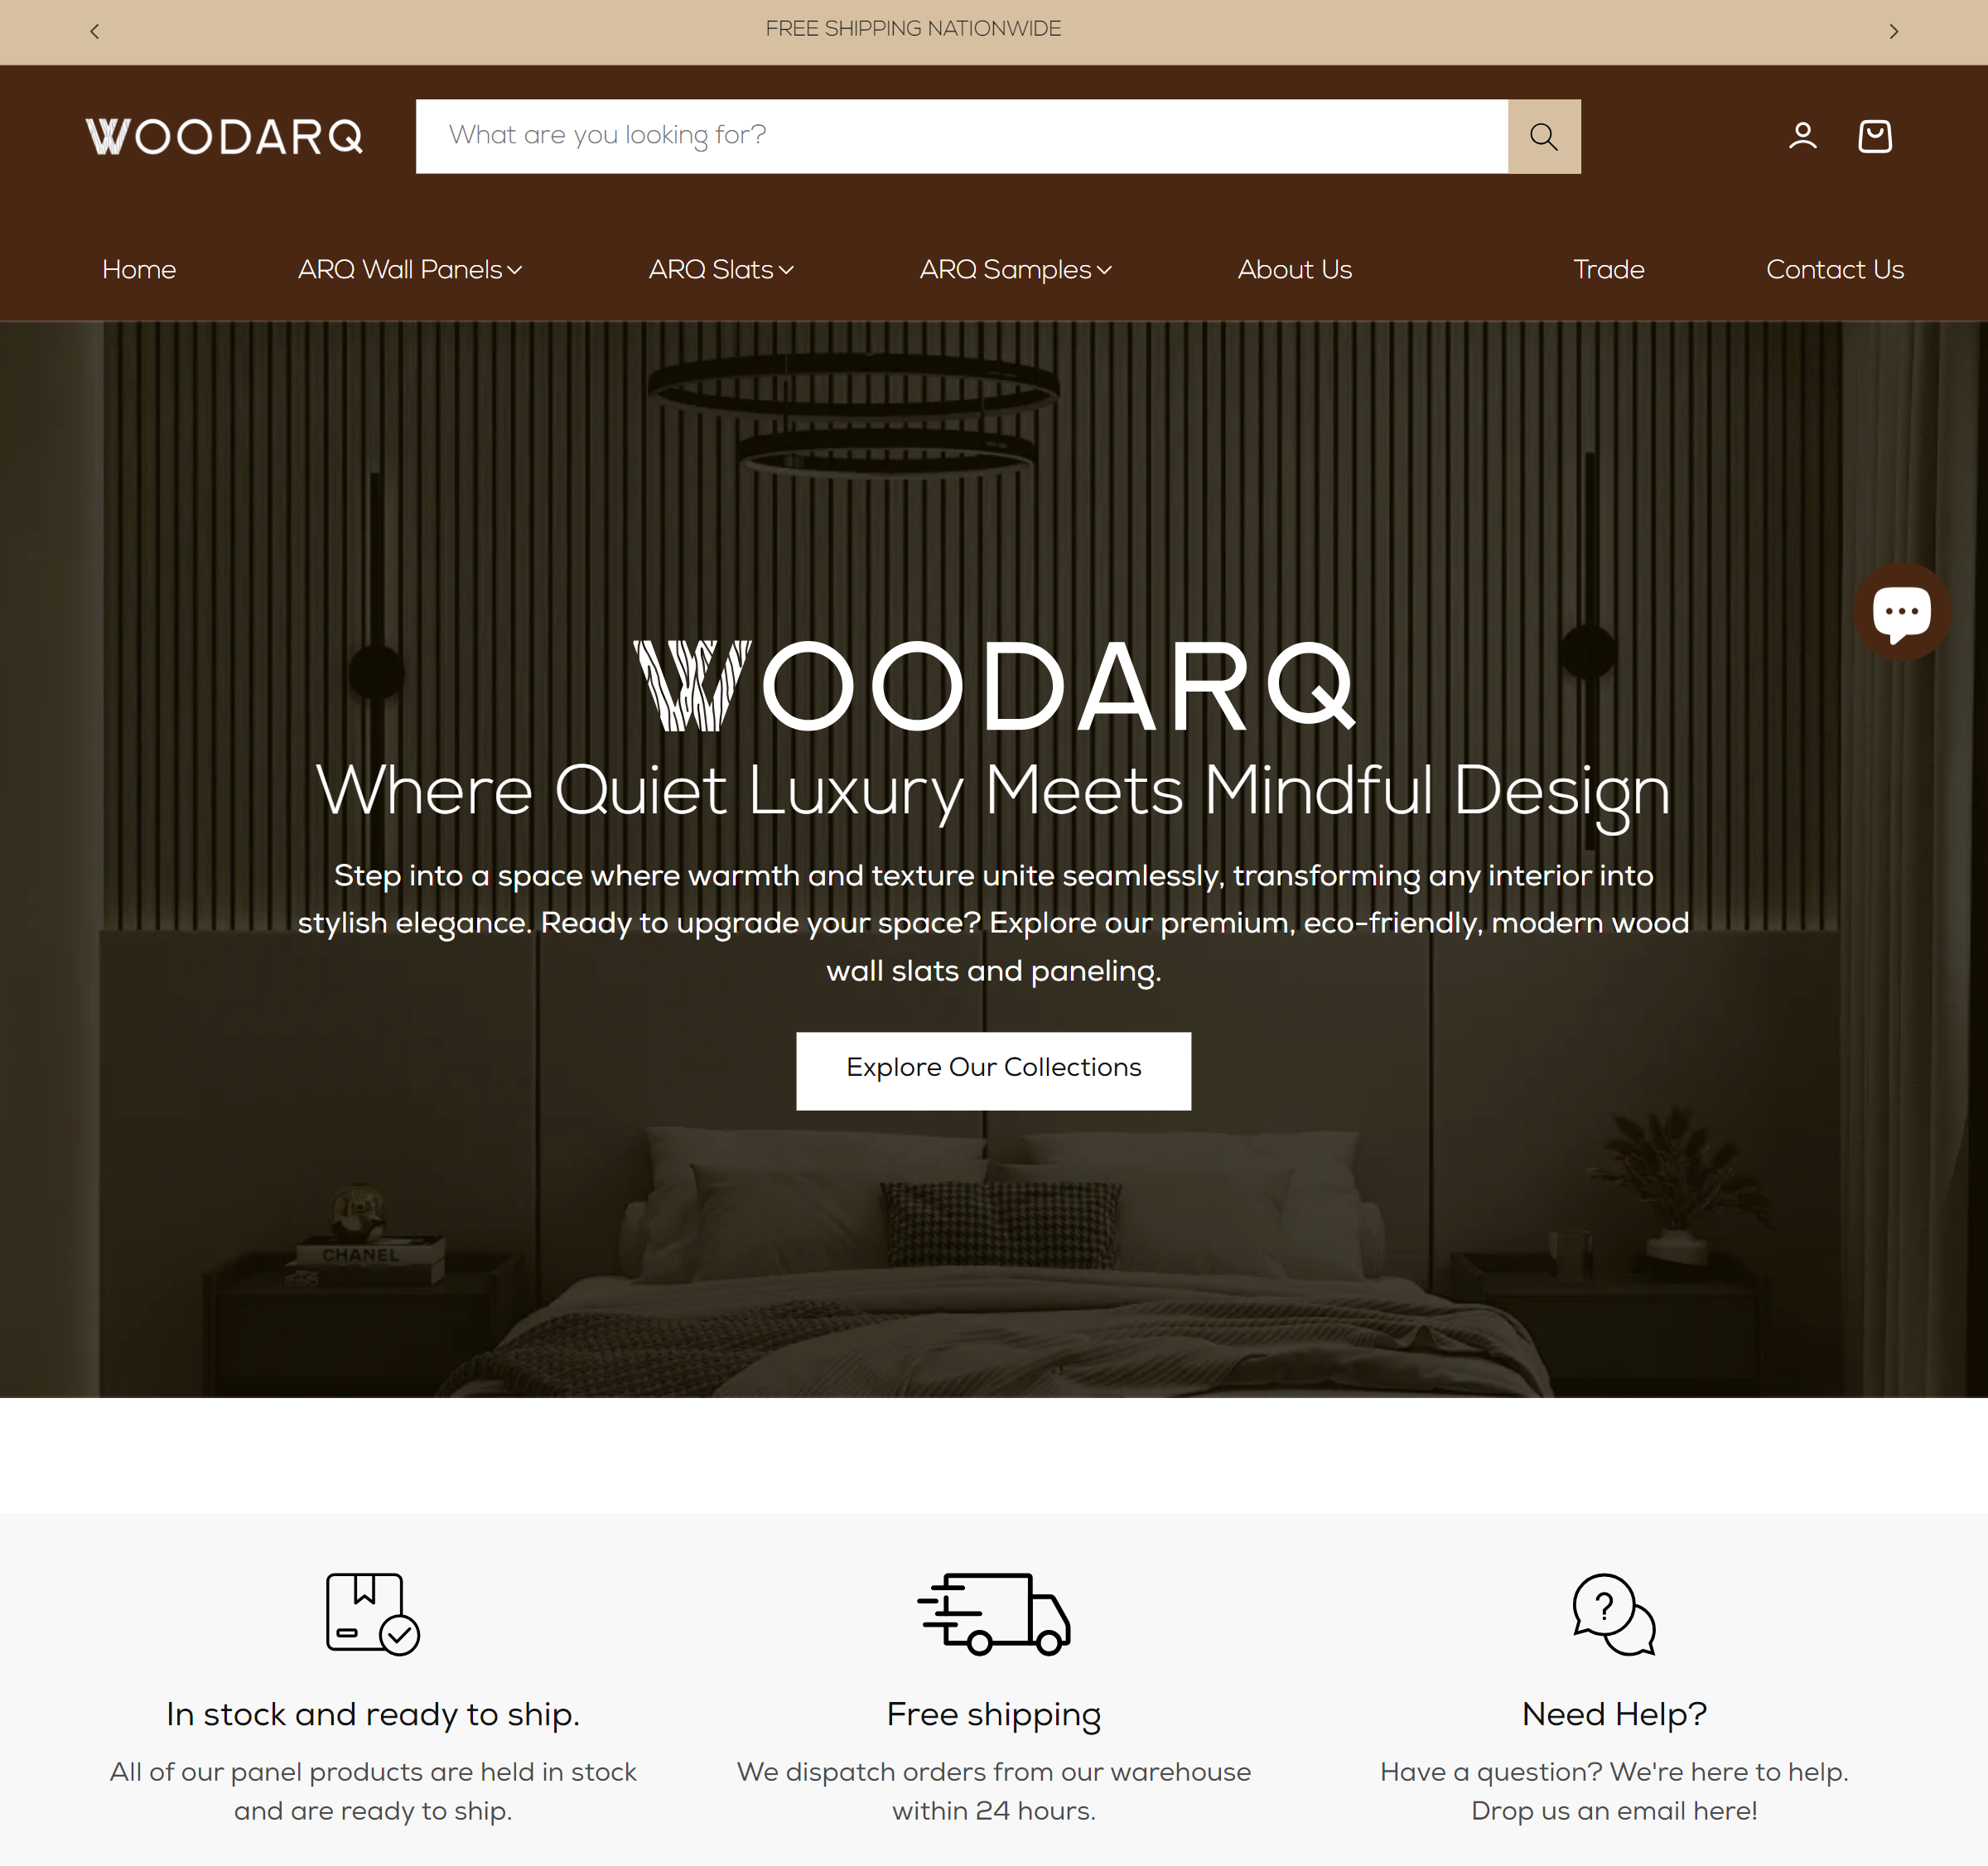 FREE SHIPPING NATIONWIDE
WOODARQ
What are you looking for?
Home
ARQ Wall Panels
ARQ Slats
ARQ Samples
About Us
Trade
Contact Us
WOODARQ
Where Quiet Luxury Meets Mindful Design
Step into a space where warmth and texture unite seamlessly, transforming any interior into
stylish elegance. Ready to upgrade your space? Explore our premium, eco-friendly, modern wood
wall slats and paneling.
Explore Our Collections
CHANEL
In stock and ready to ship.
All of our panel products are held in stock
and are ready to ship.
Free shipping
We dispatch orders from our warehouse
within 24 hours.
?
Need Help?
Have a question? We're here to help.
Drop us an email here!